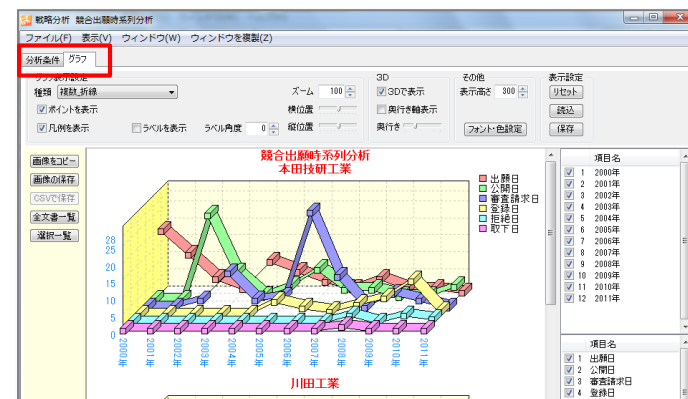 戦略分析 競合出願時系列分析
ファイル(F) 表示(V) ウィンドウ(W) ウィンドウを複製(Z)
分析条件 グラフ
グラフ表示設定 3D その他 表示設定
種類 複数_折線 ズーム 100 3Dで表示 表示高さ 300 リセット
ポイントを表示 横位置 奥行き軸表示 読込
凡例を表示 ラベルを表示 ラベル角度 0 縦位置 奥行き フォント・色設定 保存
画像をコピー
画像の保存
CSVで保存
全文書一覧
選択一覧
競合出願時系列分析
本田技研工業
出願日
公開日
審査請求日
登録日
拒絶日
取下日
28
25
20
15
10
5
0
2000年 2001年 2002年 2003年 2004年 2005年 2006年 2007年 2008年 2009年 2010年 2011年
川田工業
項目名
1 2000年
2 2001年
3 2002年
4 2003年
5 2004年
6 2005年
7 2006年
8 2007年
9 2008年
10 2009年
11 2010年
12 2011年
項目名
1 出願日
2 公開日
3 審査請求日
4 登録日